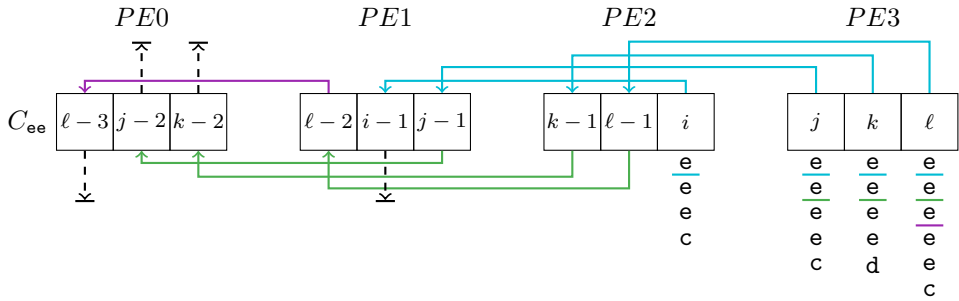 PE0 PE1 PE2 PE3
C_ee ℓ − 3 j−2 k−2 ℓ − 2 i − 1 j−1 k−1 ℓ − 1 i j k ℓ
e e e e
e e e e
e e e e
c e e e
c d e
c